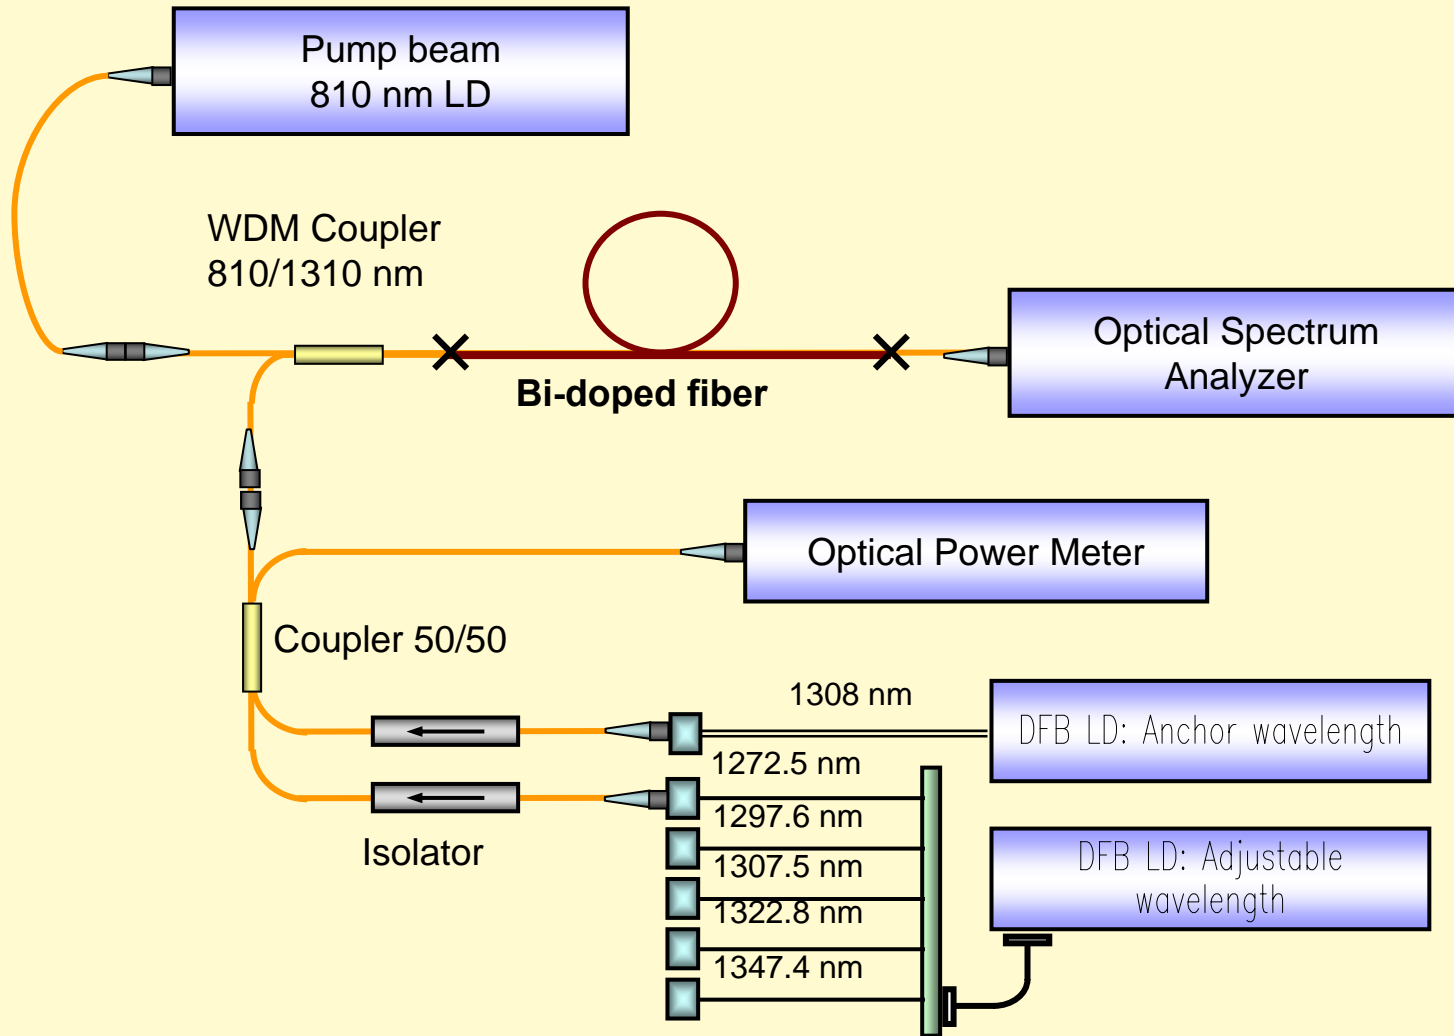 Pump beam
810 nm LD
WDM Coupler
810/1310 nm
Optical Spectrum
Analyzer
Bi-doped fiber
Optical Power Meter
Coupler 50/50
1308 nm
DFB LD: Anchor wavelength
1272.5 nm
1297.6 nm
Isolator
DFB LD: Adjustable
wavelength
1307.5 nm
1322.8 nm
1347.4 nm